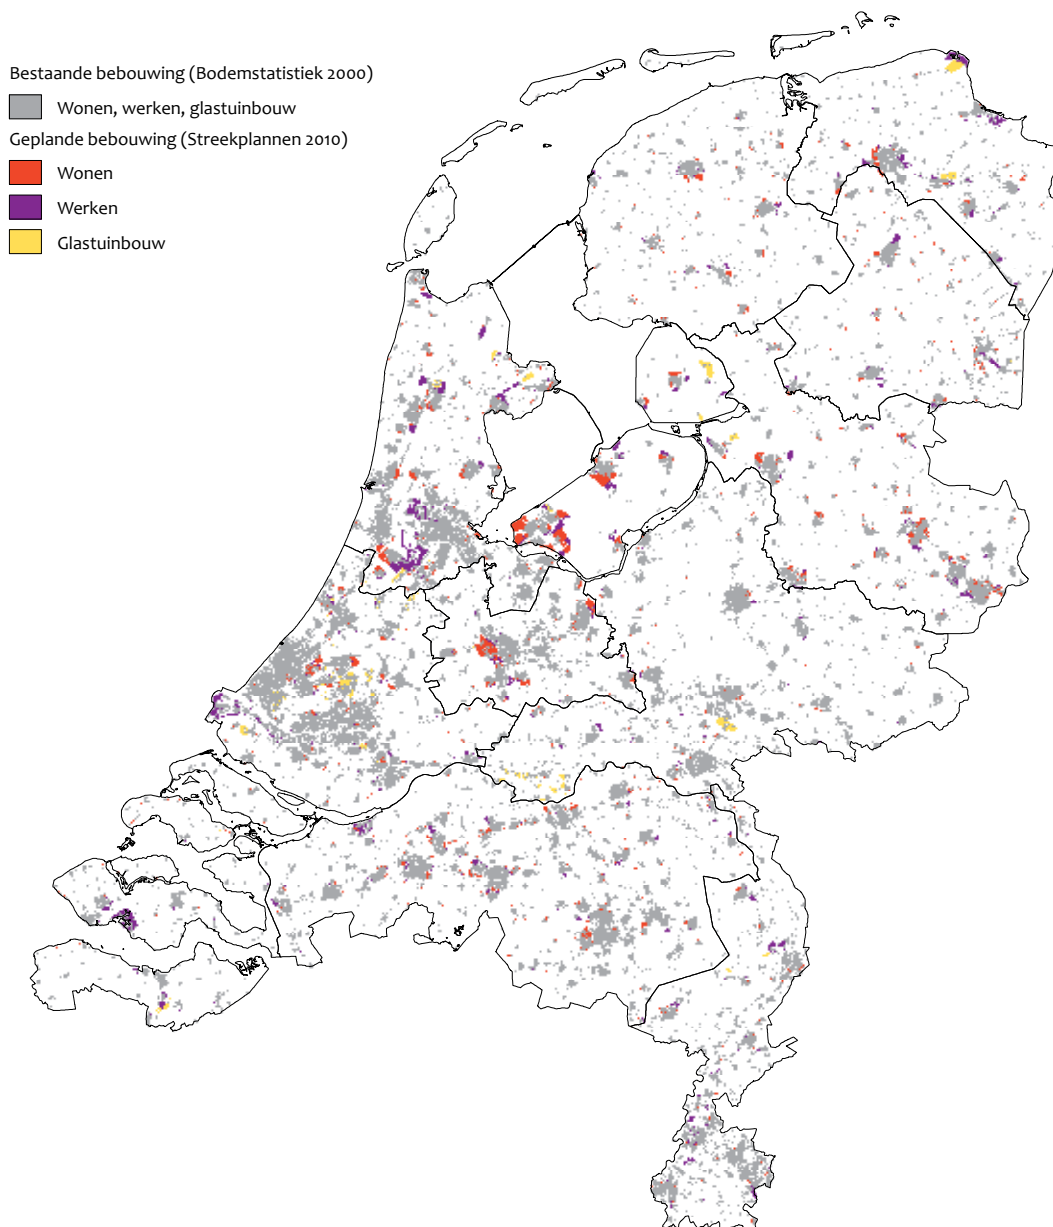 Bestaande bebouwing (Bodemstatistiek 2000)
Wonen, werken, glastuinbouw
Geplande bebouwing (Streekplannen 2010)
Wonen
Werken
Glastuinbouw